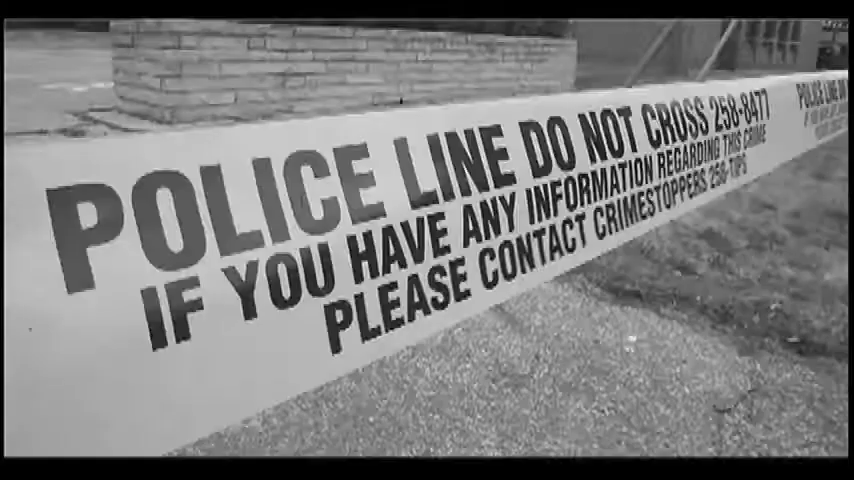 POLICE LINE DO NOT CROSS 258-8477
IF YOU HAVE ANY INFORMATION REGARDING THIS CRIME
PLEASE CONTACT CRIMESTOPPERS 258-TIPS
POLICE LINE DO